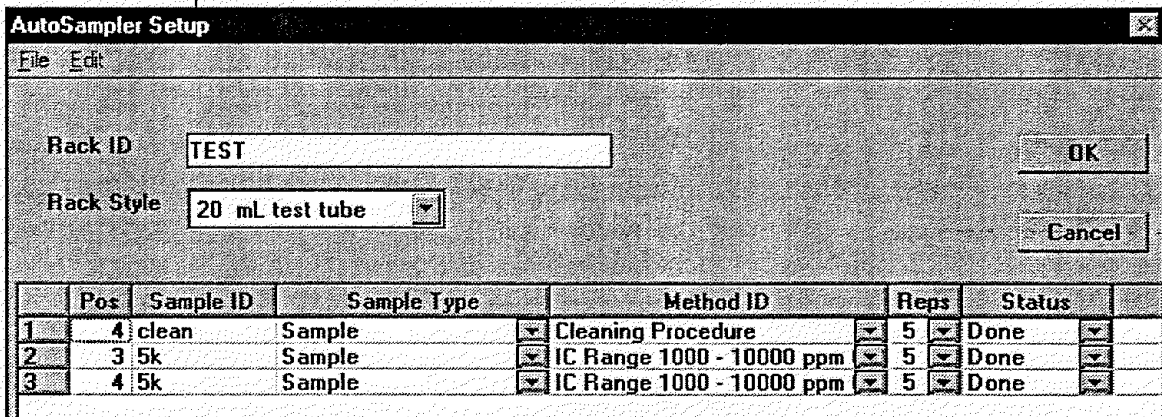 AutoSampler Setup
File Edit
Rack ID TEST OK
Rack Style 20 mL test tube
Cancel
Pos Sample ID Sample Type Method ID Reps Status
1 4 clean Sample Cleaning Procedure 5 Done
2 3 5k Sample IC Range 1000 - 10000 ppm ( 5 Done
3 4 5k Sample IC Range 1000 - 10000 ppm ( 5 Done